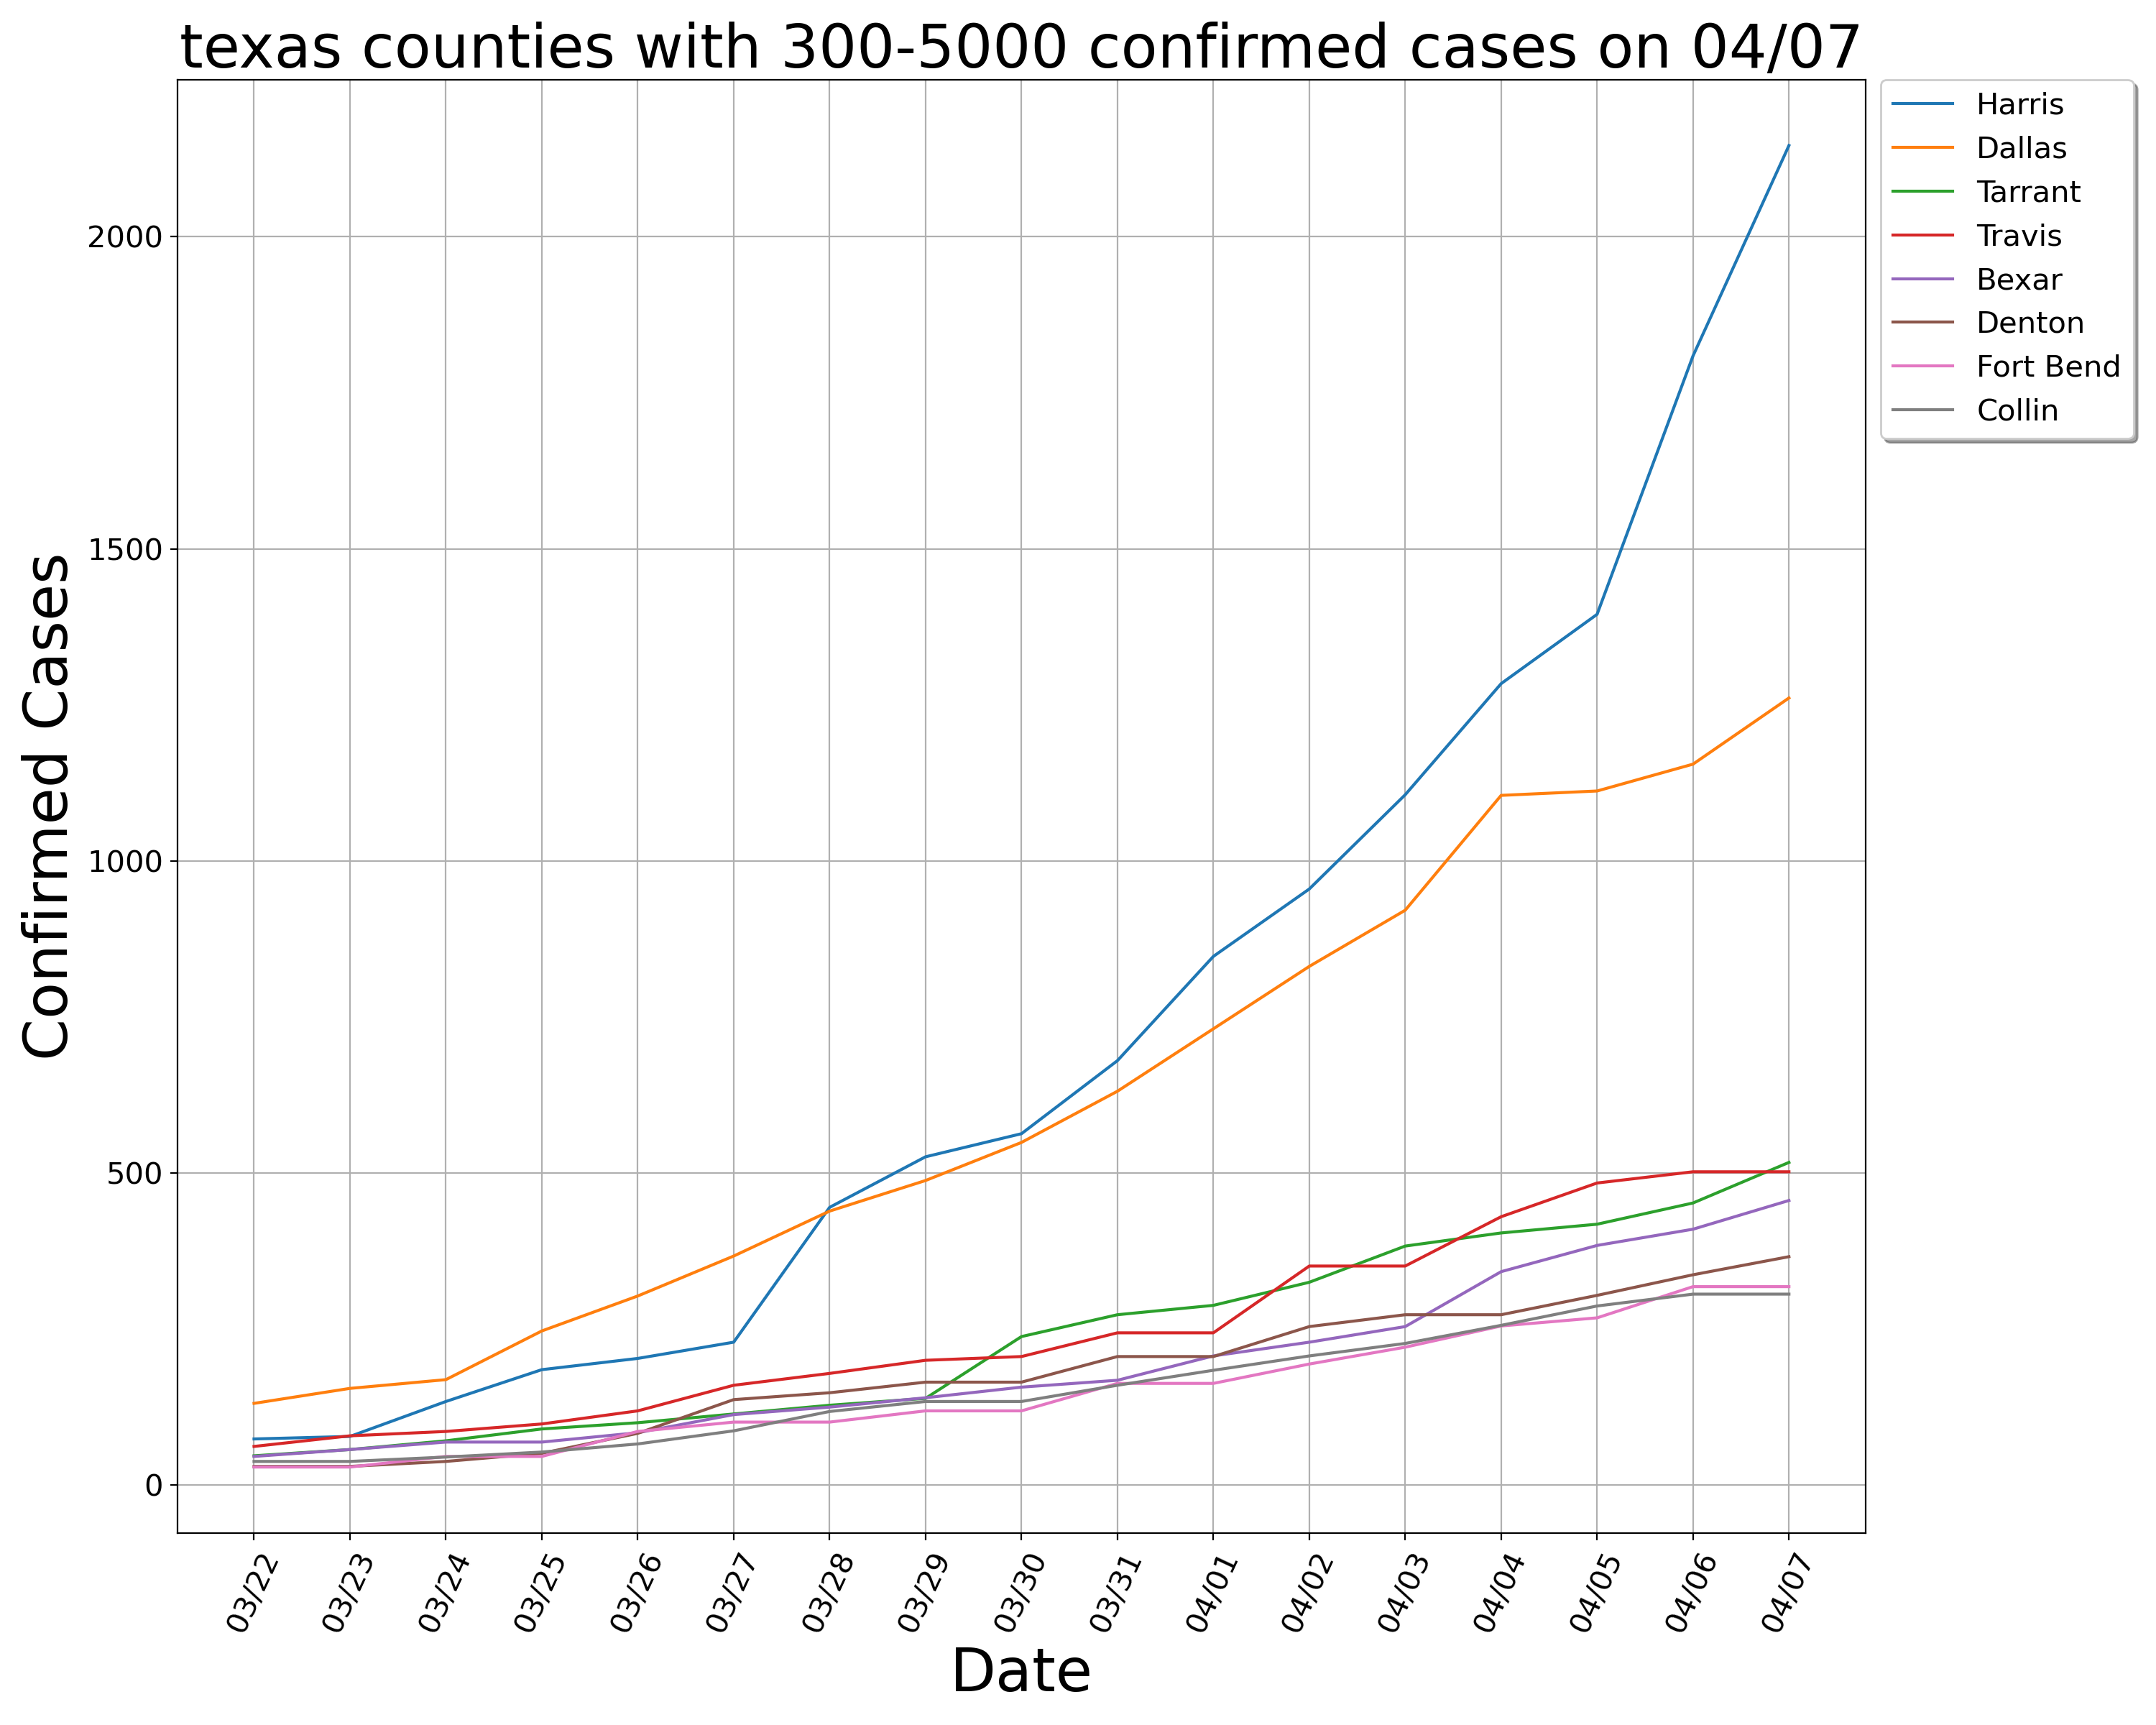 texas counties with 300-5000 confirmed cases on 04/07
Harris
Dallas
Tarrant
Travis
Bexar
Denton
Fort Bend
Collin
Confirmed Cases
2000
1500
1000
500
0
03/22
03/23
03/24
03/25
03/26
03/27
03/28
03/29
03/30
03/31
04/01
04/02
04/03
04/04
04/05
04/06
04/07
Date